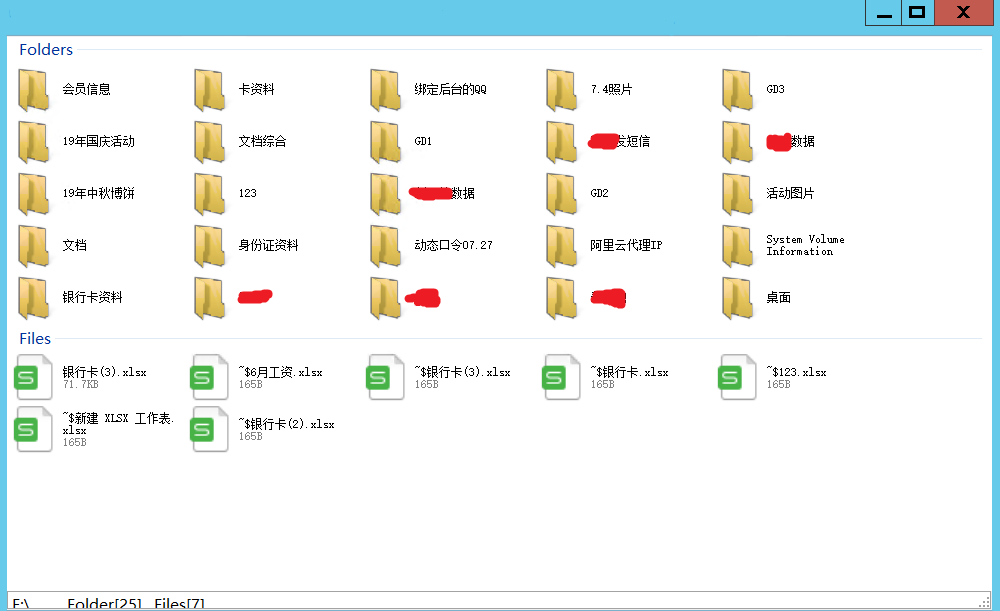 Folders
会员信息
卡资料
绑定后台的QQ
7.4照片
GD3
19年国庆活动
文档综合
GD1
发短信
数据
19年中秋博饼
123
数据
GD2
活动图片
文档
身份证资料
动态口令07.27
阿里云代理IP
System Volume
Information
银行卡资料
桌面
Files
银行卡(3).xlsx
71.7KB
~$6月工资.xlsx
165B
~$银行卡(3).xlsx
165B
~$银行卡.xlsx
165B
~$123.xlsx
165B
~$新建 XLSX 工作表.
xlsx
165B
~$银行卡(2).xlsx
165B
F:\ Folder[25] Files[7]